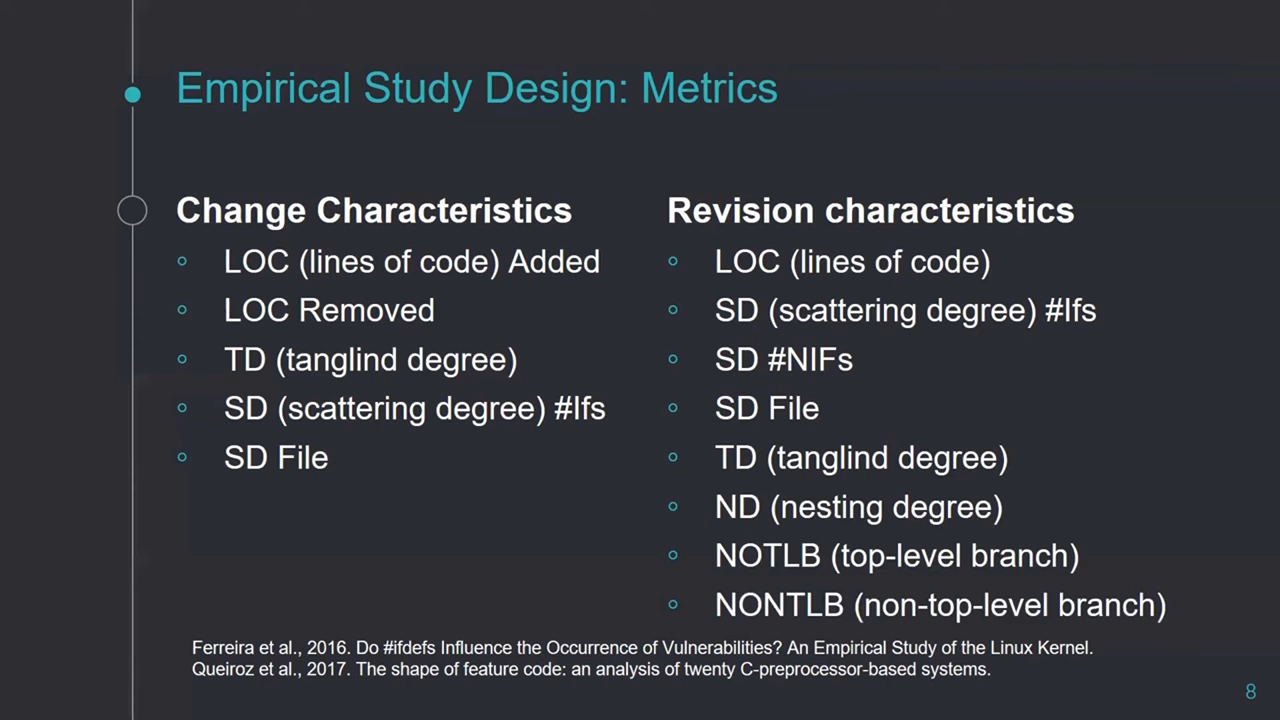 Empirical Study Design: Metrics
Change Characteristics
LOC (lines of code) Added
LOC Removed
TD (tanglind degree)
SD (scattering degree) #Ifs
SD File
Revision characteristics
LOC (lines of code)
SD (scattering degree) #Ifs
SD #NIFs
SD File
TD (tanglind degree)
ND (nesting degree)
NOTLB (top-level branch)
NONTLB (non-top-level branch)
Ferreira et al., 2016. Do #ifdefs Influence the Occurrence of Vulnerabilities? An Empirical Study of the Linux Kernel.
Queiroz et al., 2017. The shape of feature code: an analysis of twenty C-preprocessor-based systems.
8